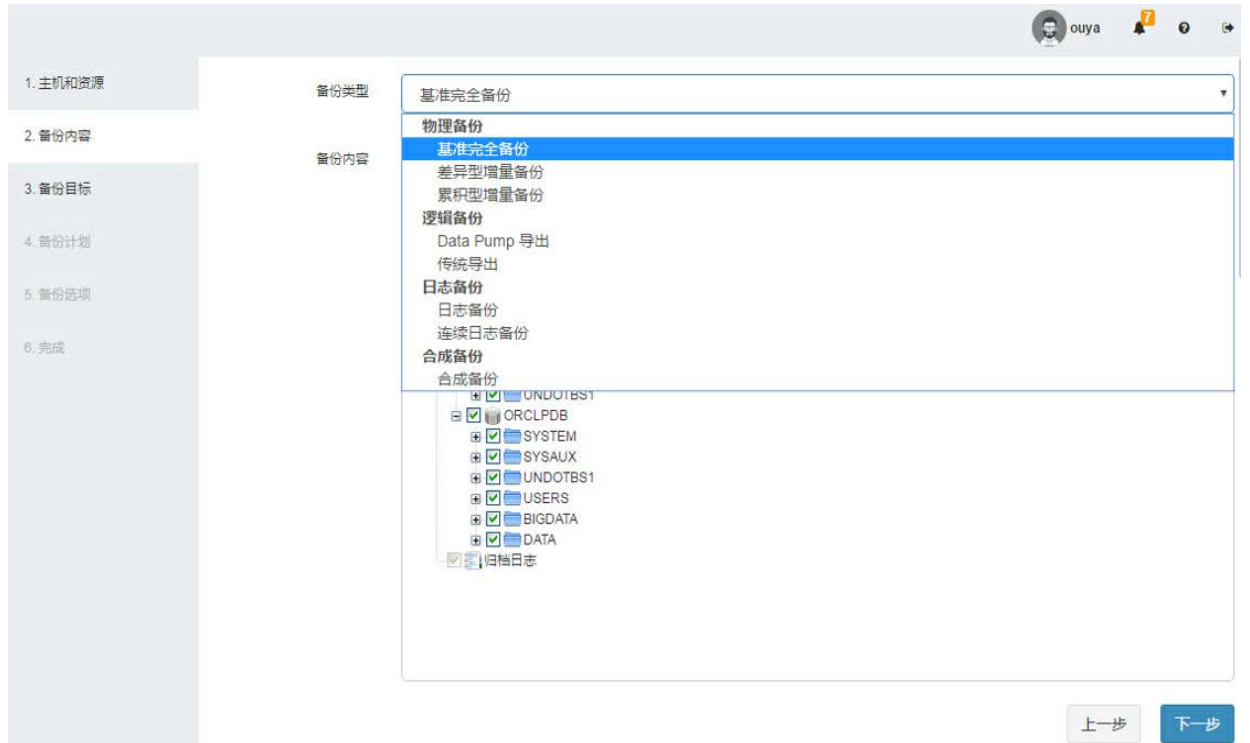 7
ouya
1. 主机和资源
2. 备份内容
3. 备份目标
4. 备份计划
5. 备份选项
6. 完成
备份类型
基准完全备份
物理备份
基准完全备份
差异型增量备份
累积型增量备份
逻辑备份
Data Pump 导出
传统导出
日志备份
日志备份
连续日志备份
合成备份
合成备份
备份内容
UNDOTBS1
ORCLPDB
SYSTEM
SYSAUX
UNDOTBS1
USERS
BIGDATA
DATA
归档日志
上一步
下一步